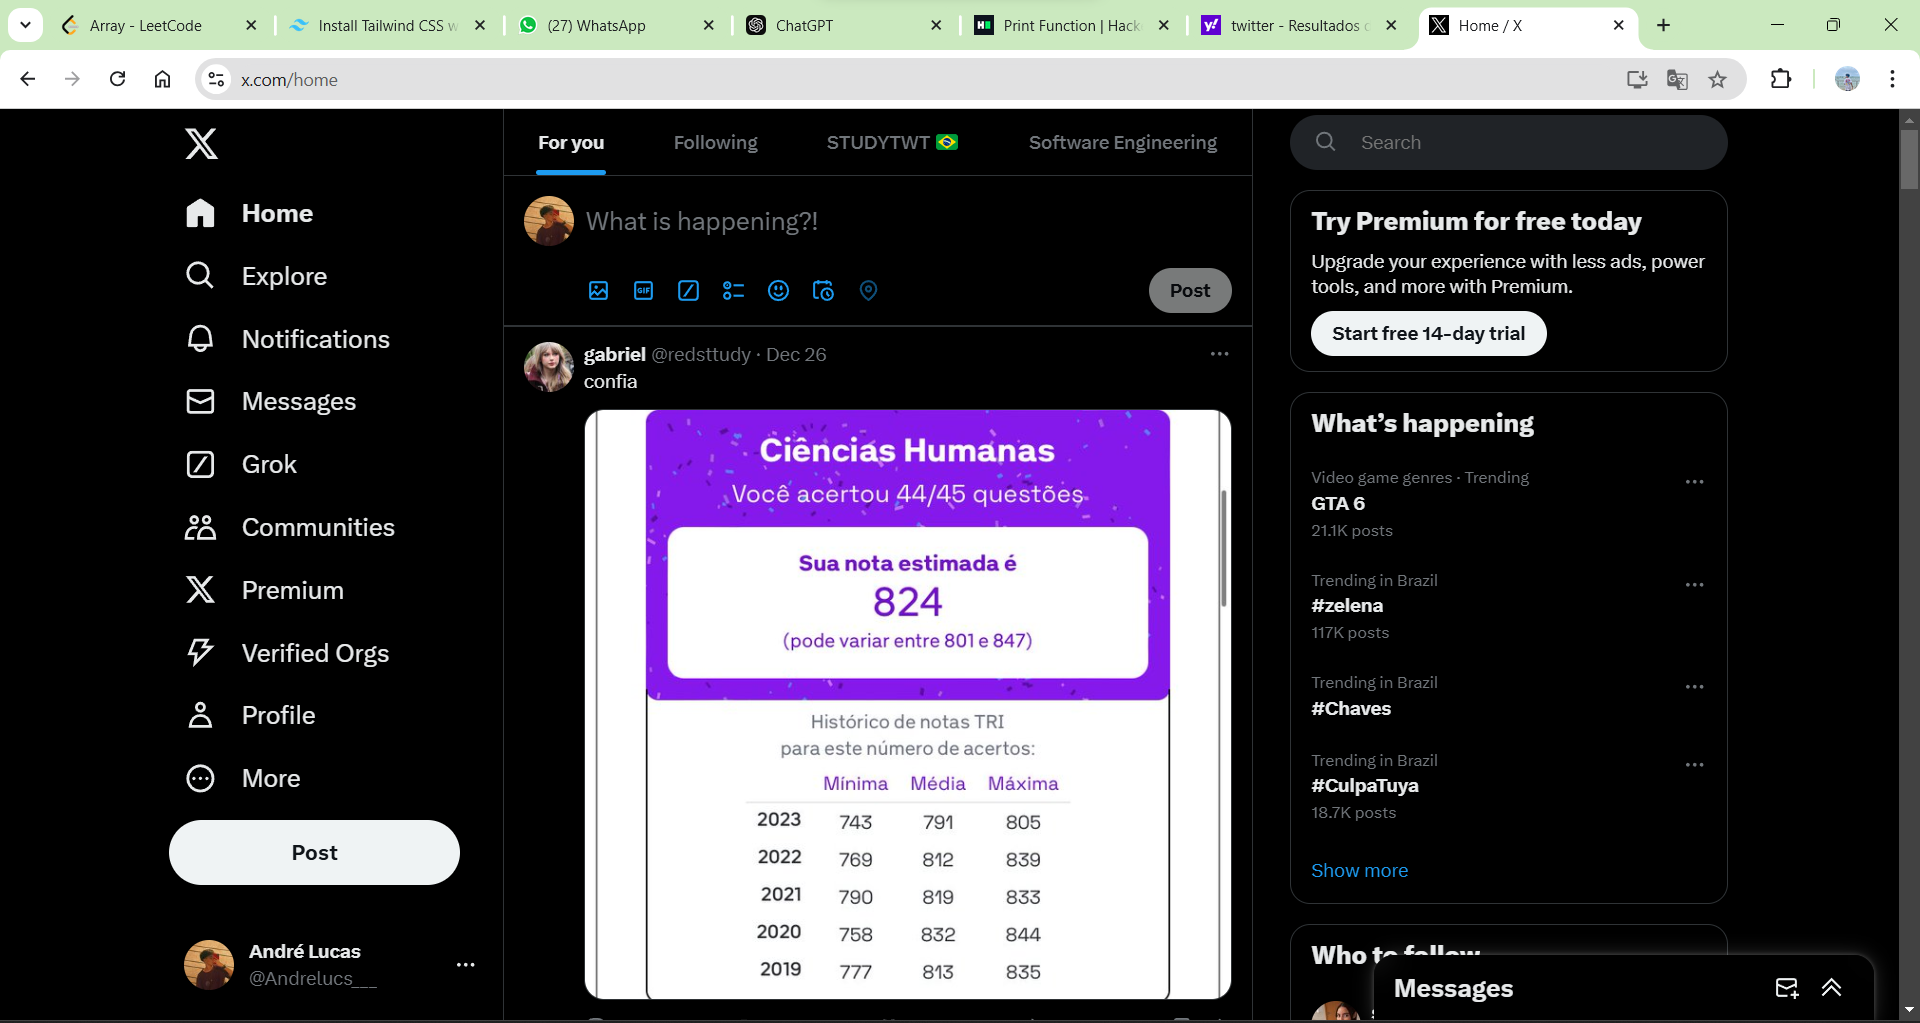 Array - LeetCode
Install Tailwind CSS w
(27) WhatsApp
ChatGPT
Print Function | Hack
twitter - Resultados d
Home / X
x.com/home
Home
Explore
Notifications
Messages
Grok
Communities
Premium
Verified Orgs
Profile
More
Post
André Lucas
@Andrelucs___
For you
Following
STUDYTWT 🇧🇷
Software Engineering
What is happening?!
GIF
Post
gabriel @redsttudy · Dec 26
confia
Ciências Humanas
Você acertou 44/45 questões
Sua nota estimada é
824
(pode variar entre 801 e 847)
Histórico de notas TRI
para este número de acertos:
Mínima Média Máxima
2023 743 791 805
2022 769 812 839
2021 790 819 833
2020 758 832 844
2019 777 813 835
Search
Try Premium for free today
Upgrade your experience with less ads, power
tools, and more with Premium.
Start free 14-day trial
What's happening
Video game genres · Trending
GTA 6
21.1K posts
Trending in Brazil
#zelena
117K posts
Trending in Brazil
#Chaves
Trending in Brazil
#CulpaTuya
18.7K posts
Show more
Who to follow
Messages